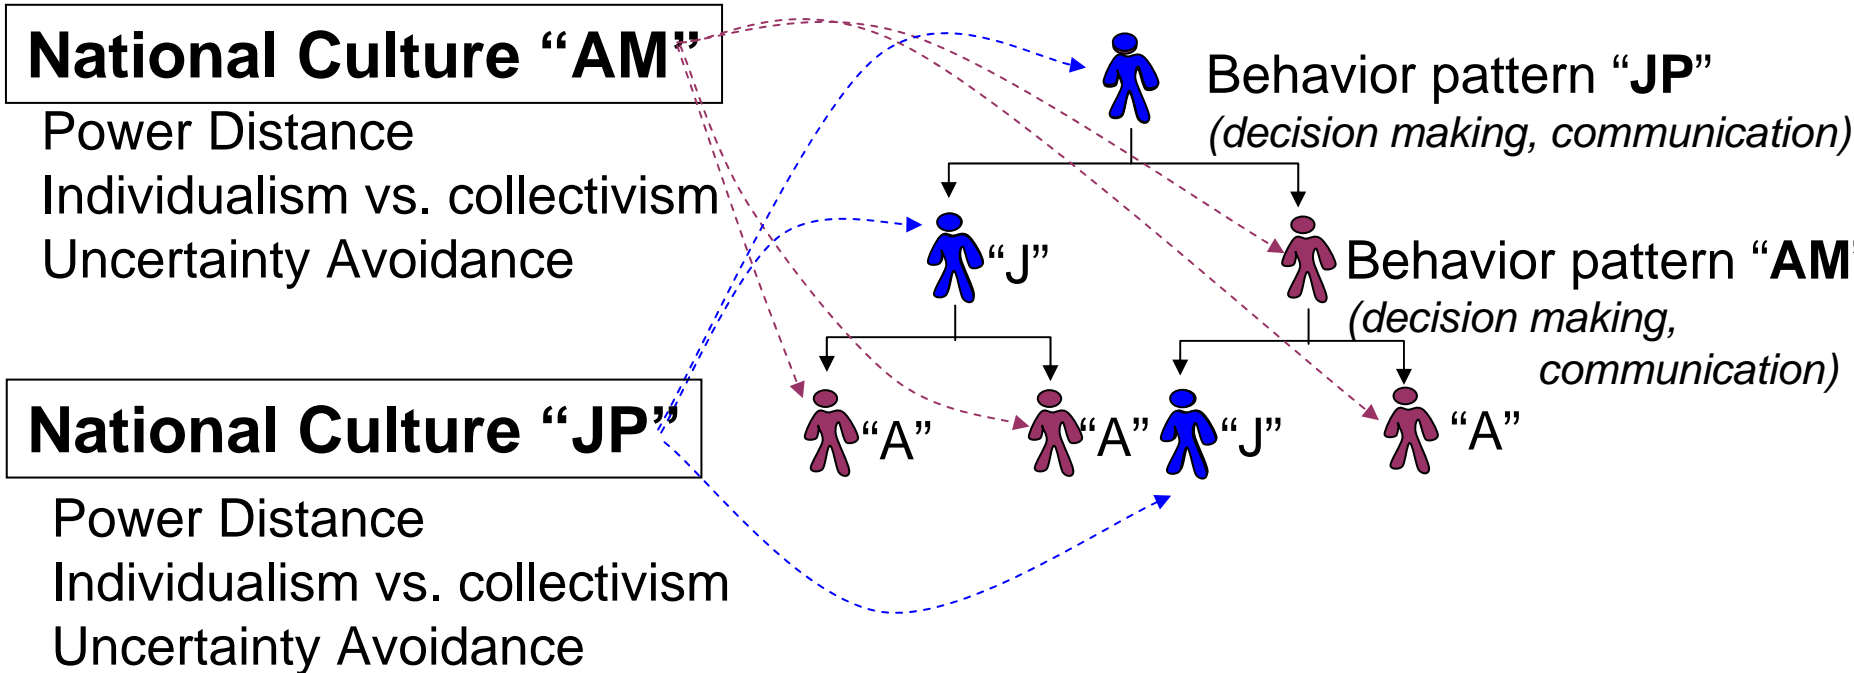 National Culture “AM”
Power Distance
Individualism vs. collectivism
Uncertainty Avoidance
National Culture “JP”
Power Distance
Individualism vs. collectivism
Uncertainty Avoidance
Behavior pattern “JP”
(decision making, communication)
“J”
Behavior pattern “AM”
(decision making,
communication)
“A”
“A”
“J”
“A”